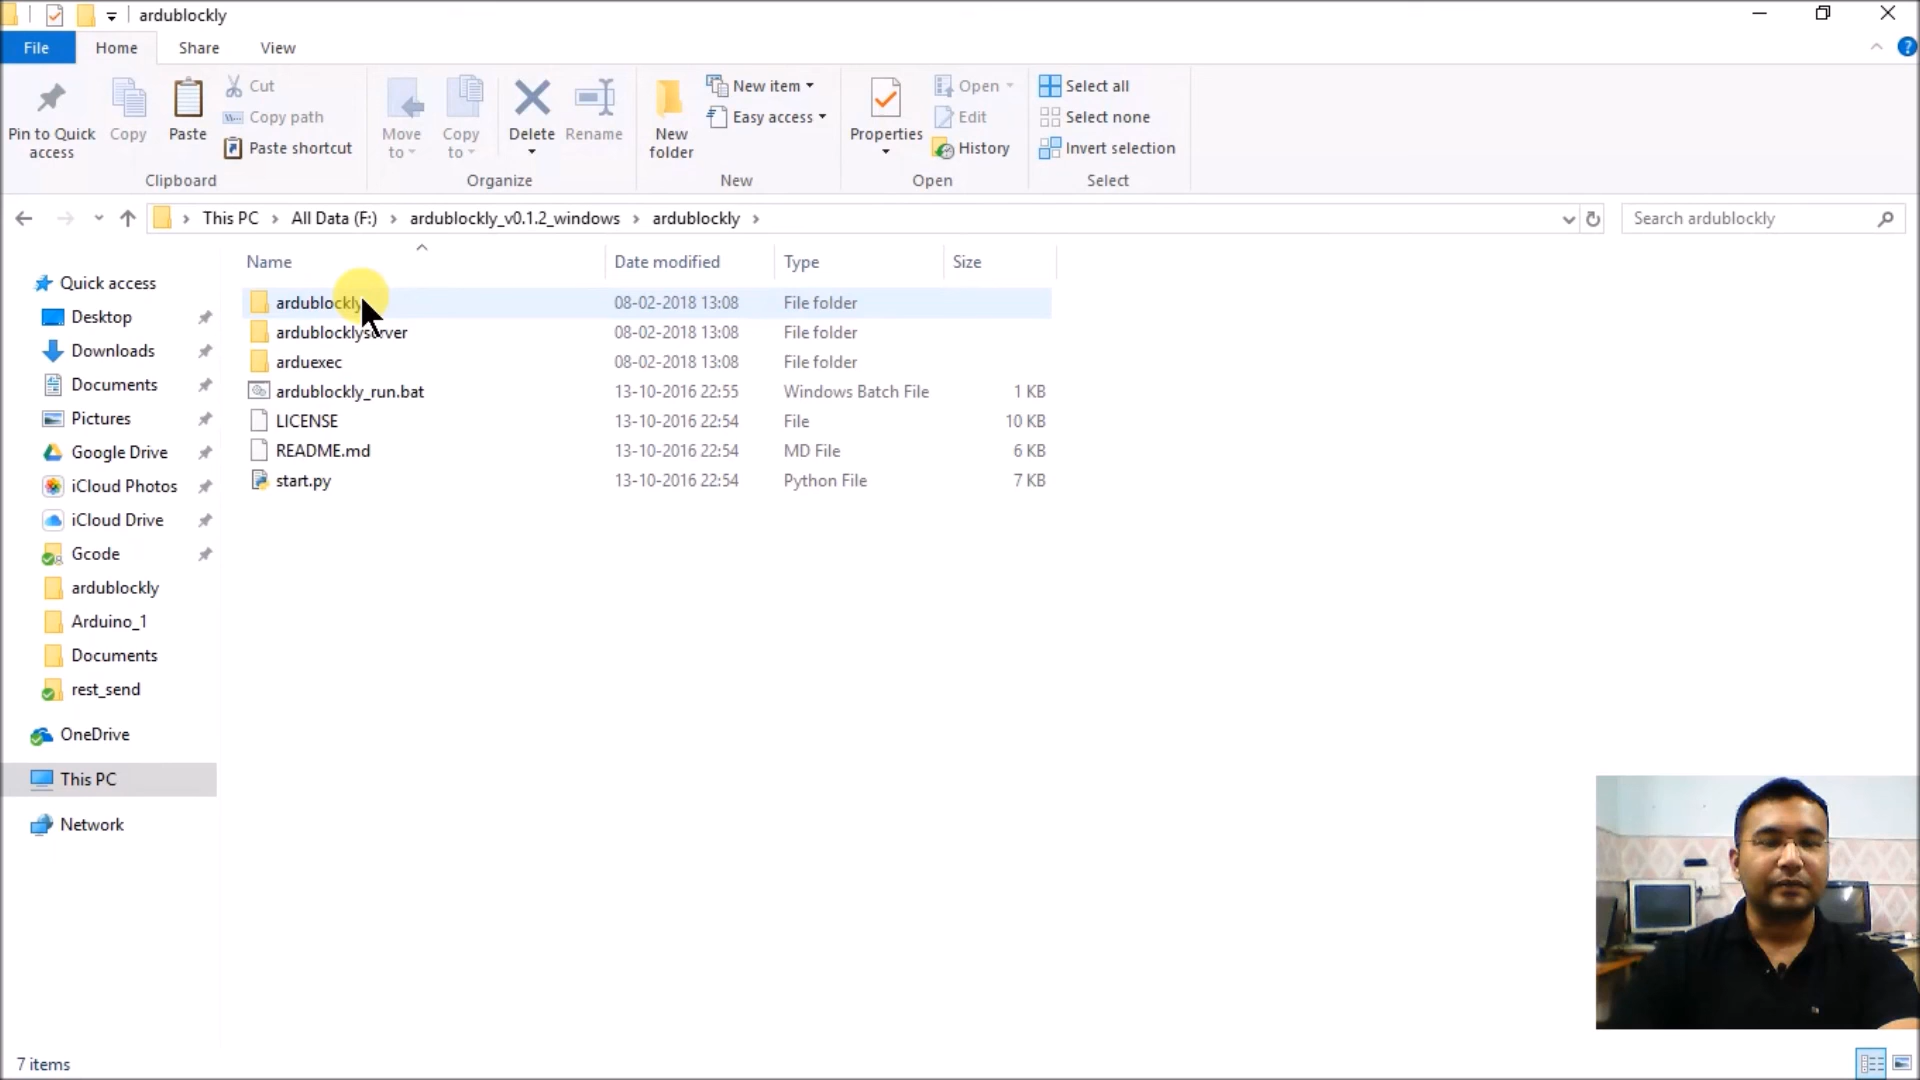 ardublockly
File Home Share View
Pin to Quick access
Copy
Paste
Cut
Copy path
Paste shortcut
Clipboard
Move to
Copy to
Delete
Rename
Organize
New folder
New item
Easy access
New
Properties
Open
Edit
History
Open
Select all
Select none
Invert selection
Select
This PC > All Data (F:) > ardublockly_v0.1.2_windows > ardublockly >
Search ardublockly
Name Date modified Type Size
ardublockly 08-02-2018 13:08 File folder
ardublocklyserver 08-02-2018 13:08 File folder
arduexec 08-02-2018 13:08 File folder
ardublockly_run.bat 13-10-2016 22:55 Windows Batch File 1 KB
LICENSE 13-10-2016 22:54 File 10 KB
README.md 13-10-2016 22:54 MD File 6 KB
start.py 13-10-2016 22:54 Python File 7 KB
Quick access
Desktop
Downloads
Documents
Pictures
Google Drive
iCloud Photos
iCloud Drive
Gcode
ardublockly
Arduino_1
Documents
rest_send
OneDrive
This PC
Network
7 items